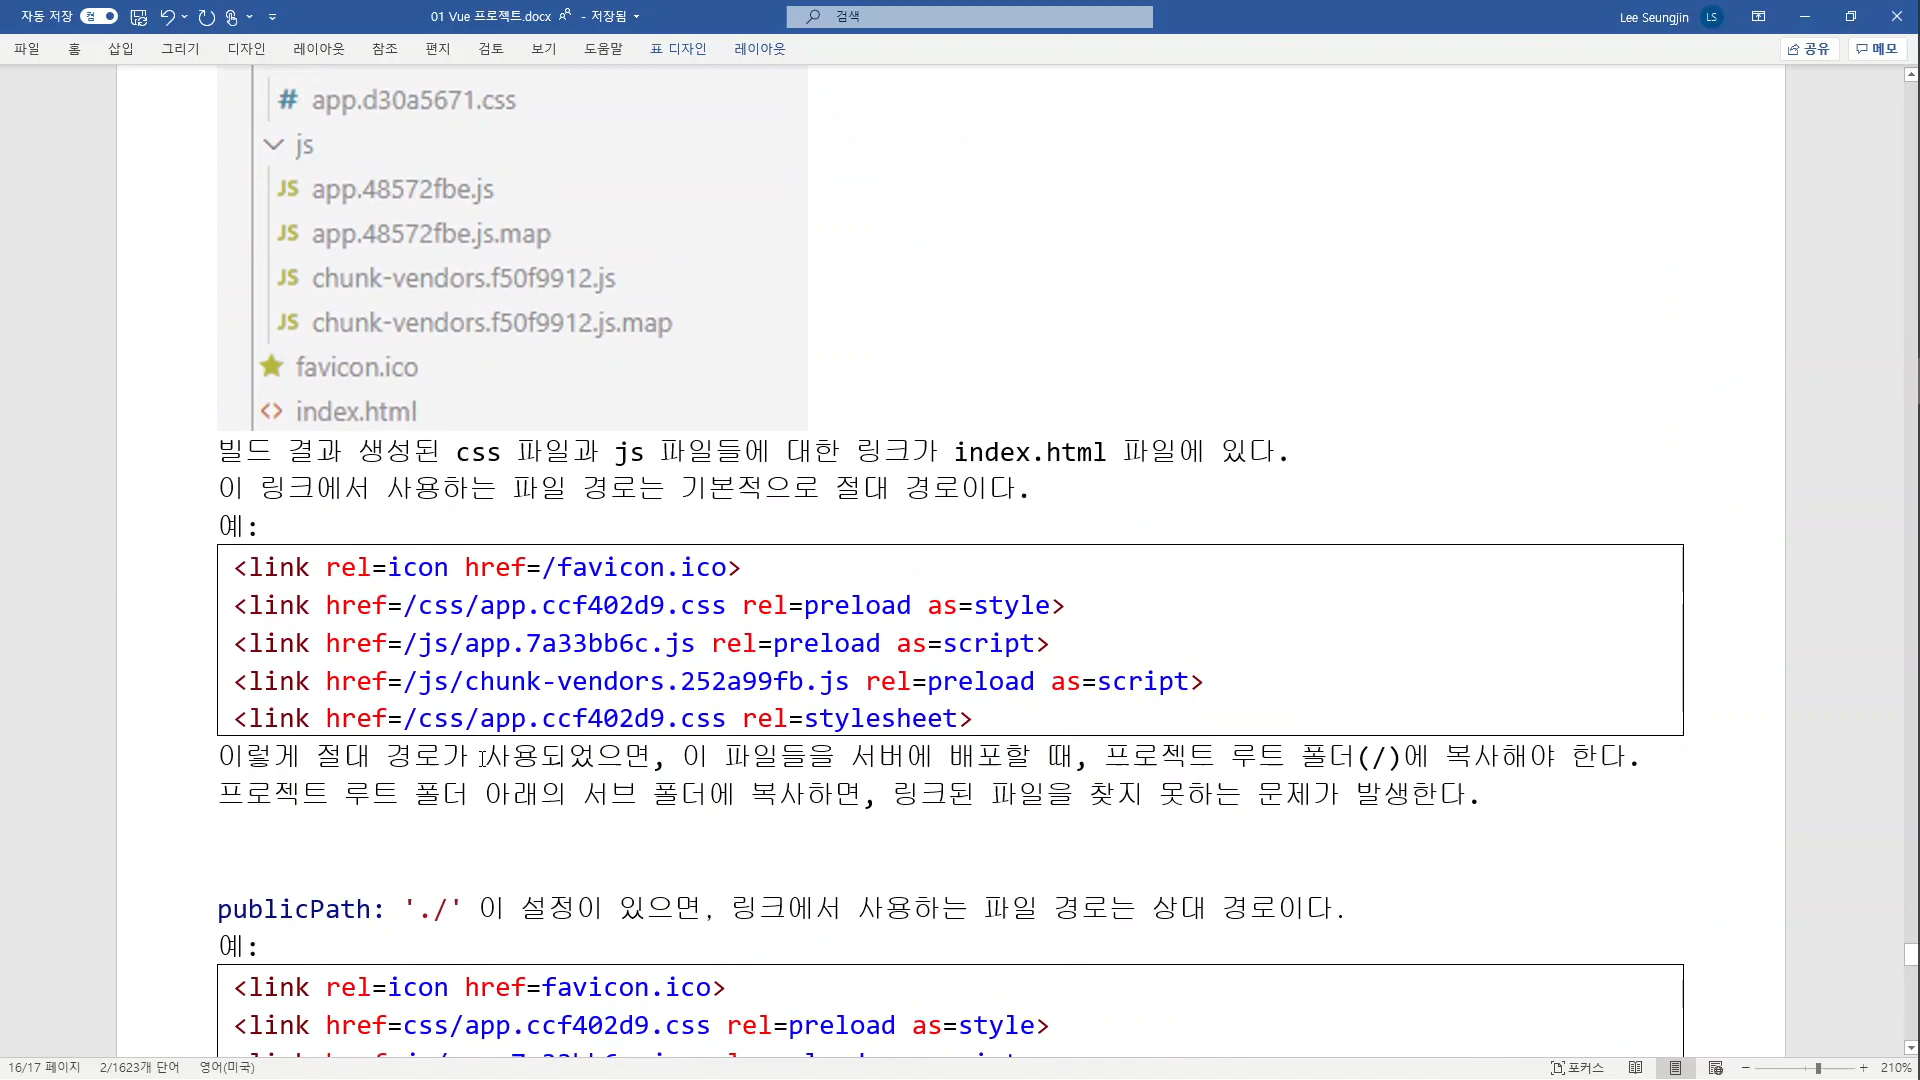 자동 저장 켬 01 Vue 프로젝트.docx - 저장됨 검색 Lee Seungjin LS
파일 홈 삽입 그리기 디자인 레이아웃 참조 편지 검토 보기 도움말 표 디자인 레이아웃 공유 메모
# app.d30a5671.css
js
JS app.48572fbe.js
JS app.48572fbe.js.map
JS chunk-vendors.f50f9912.js
JS chunk-vendors.f50f9912.js.map
favicon.ico
<> index.html
빌드 결과 생성된 css 파일과 js 파일들에 대한 링크가 index.html 파일에 있다.
이 링크에서 사용하는 파일 경로는 기본적으로 절대 경로이다.
예:
<link rel=icon href=/favicon.ico>
<link href=/css/app.ccf402d9.css rel=preload as=style>
<link href=/js/app.7a33bb6c.js rel=preload as=script>
<link href=/js/chunk-vendors.252a99fb.js rel=preload as=script>
<link href=/css/app.ccf402d9.css rel=stylesheet>
이렇게 절대 경로가 사용되었으면, 이 파일들을 서버에 배포할 때, 프로젝트 루트 폴더(/)에 복사해야 한다.
프로젝트 루트 폴더 아래의 서브 폴더에 복사하면, 링크된 파일을 찾지 못하는 문제가 발생한다.
publicPath: './' 이 설정이 있으면, 링크에서 사용하는 파일 경로는 상대 경로이다.
예:
<link rel=icon href=favicon.ico>
<link href=css/app.ccf402d9.css rel=preload as=style>
16/17 페이지 2/1623개 단어 영어(미국) 포커스 210%